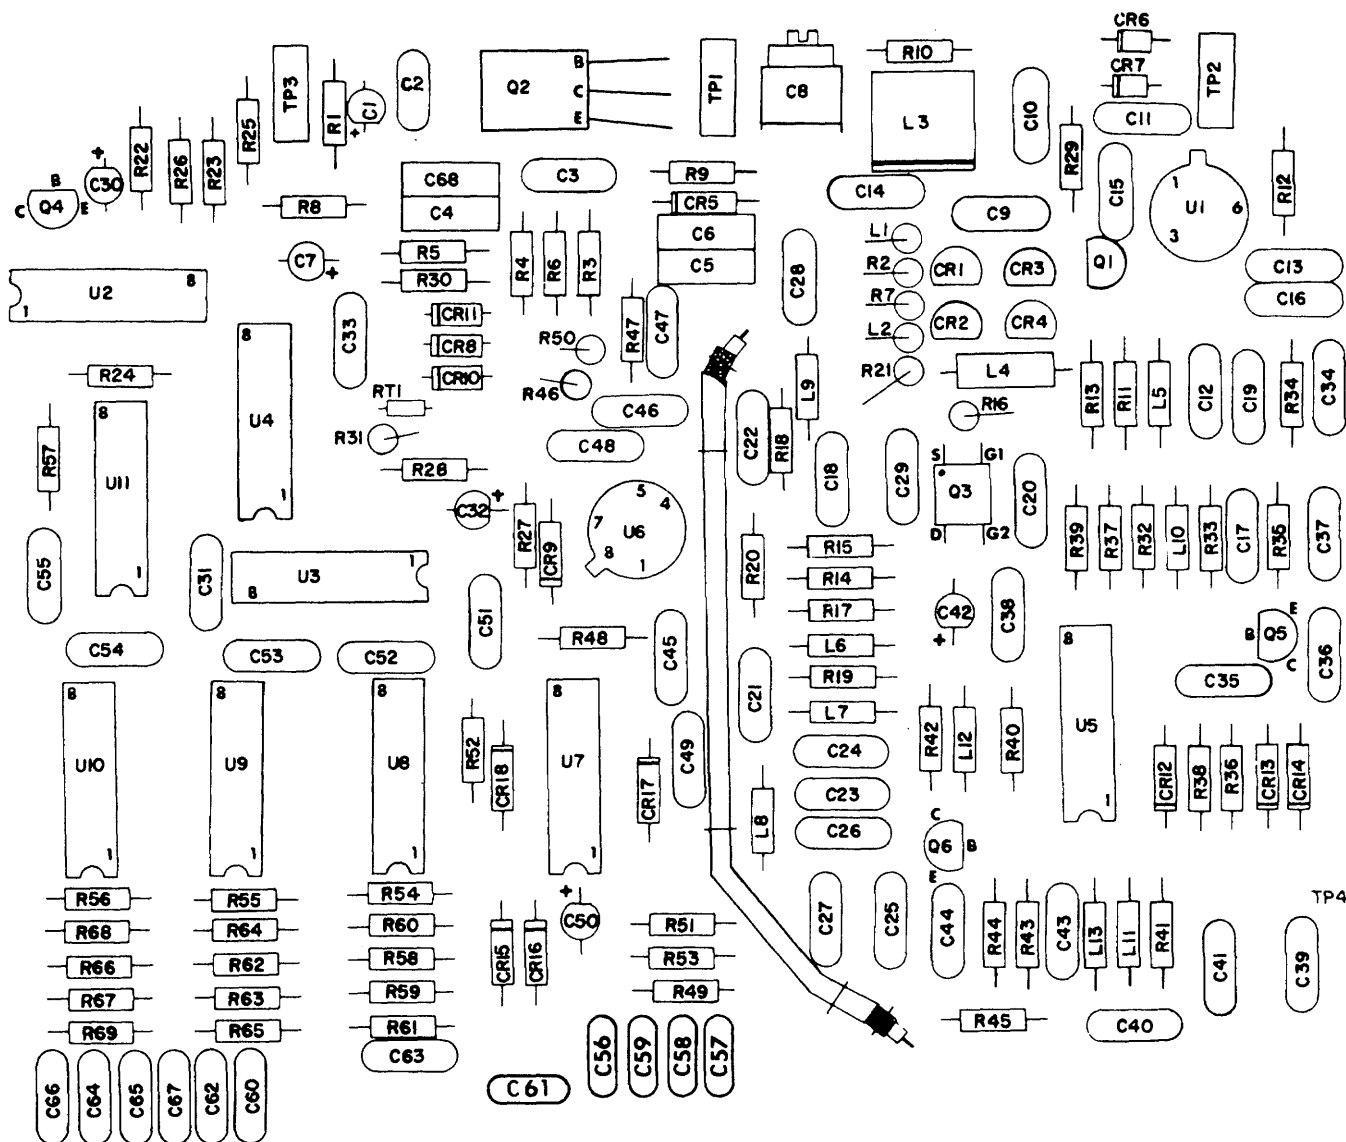 CR6
R10
CR7
TP3
R1
C1
+
C2
Q2
B
C
E
TP1
C8
L3
C10
C11
TP2
R25
R22
R26
R23
+
C30
B
C Q4 E
R8
C68
C4
C3
R9
CR5
C6
C5
C14
C9
R29
C15
1
U1 6
3
R12
C7
+
R5
R30
R4
R6
R3
C28
L1
R2
R7
L2
R21
CR1
CR3
CR2
CR4
Q1
C13
C16
U2
8
1
C33
CR11
CR8
CR10
R50
R46
R47
C47
L4
R24
8
U4
1
RT1
R31
R28
C46
C48
C22
R18
L9
R16
R13
R11
L5
C12
C19
R34
C34
R57
8
U11
1
C32
+
R27
CR9
5
4
7
U6
8
1
C18
C29
S
G1
Q3
D
G2
C20
R39
R37
R32
L10
R33
C17
R35
C37
C55
C31
U3
1
8
C51
R20
R15
R14
R17
L6
R19
L7
C42
+
C38
E
B Q5
C
C36
C54
C53
C52
R48
C45
C21
8
U5
1
C35
8
U10
1
8
U9
1
8
U8
1
R52
CR18
8
U7
1
CR17
C49
L8
C24
C23
C26
R42
L12
R40
CR12
R38
R36
CR13
CR14
C
Q6 B
E
R56
R68
R66
R67
R69
R55
R64
R62
R63
R65
R54
R60
R58
R59
R61
C63
CR15
CR16
+
C50
R51
R53
R49
C27
C25
C44
R44
R43
C43
L13
L11
R41
TP4
C41
C39
R45
C40
C66
C64
C65
C67
C62
C60
C61
C56
C59
C58
C57